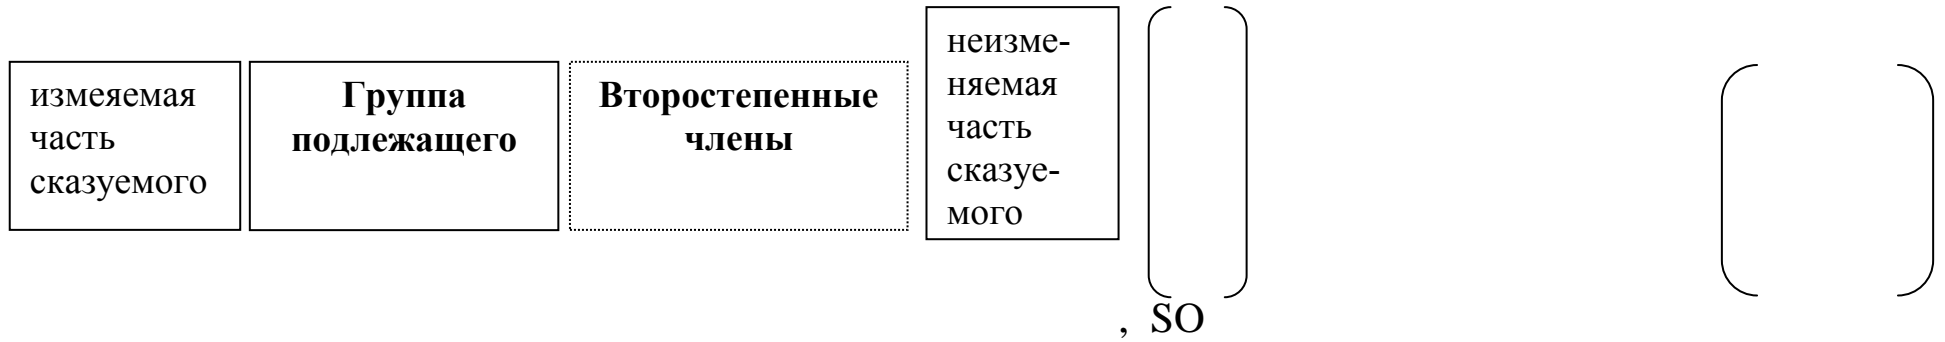 измеяемая
часть
сказуемого
Группа
подлежащего
Второстепенные
члены
неизме-
няемая
часть
сказуе-
мого
, SO